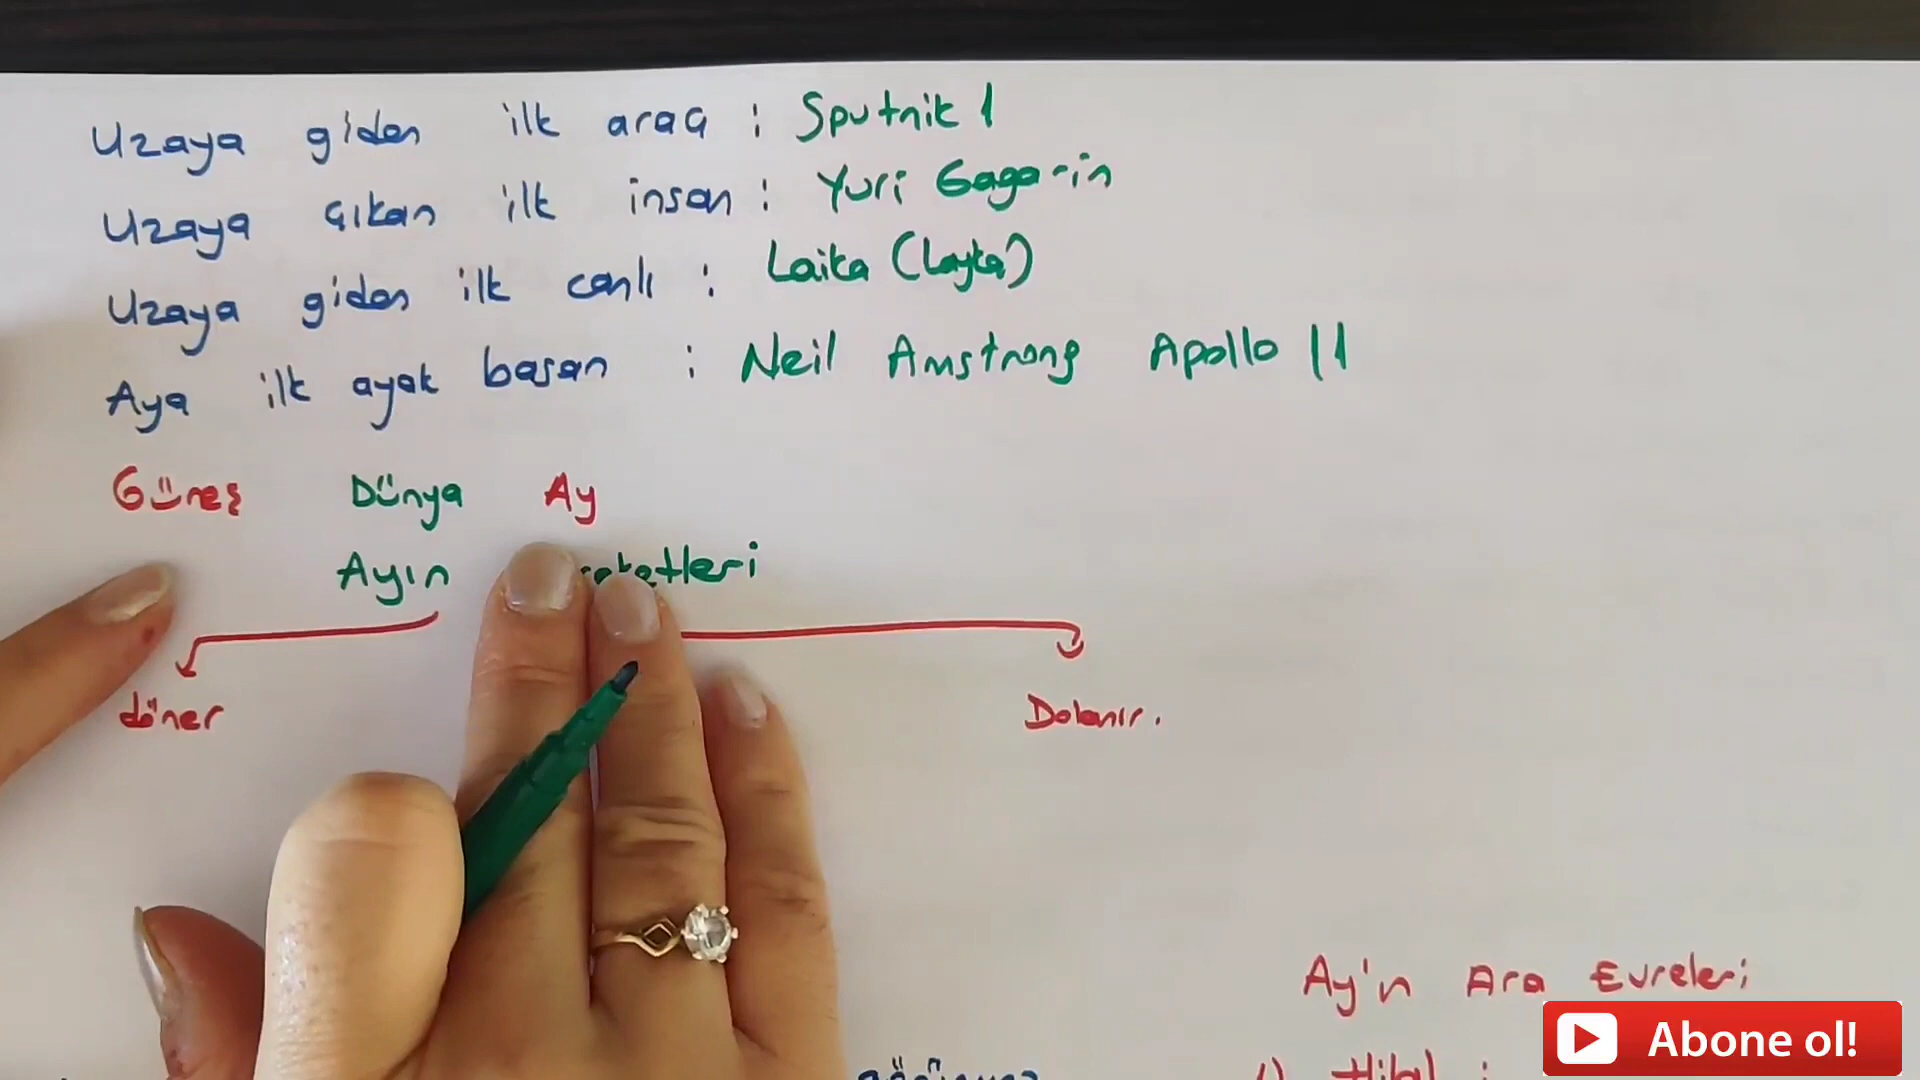 Uzaya giden ilk araç : Sputnik 1
Uzaya çıkan ilk insan : Yuri Gagarin
Uzaya giden ilk canlı : Laika (Layka)
Aya ilk ayak basan : Neil Amstrong Apollo 11
Güneş Dünya Ay
Ayın
döner Dolanır.
Ay'ın Ara Evreleri
1) Hilal :
Abone ol!